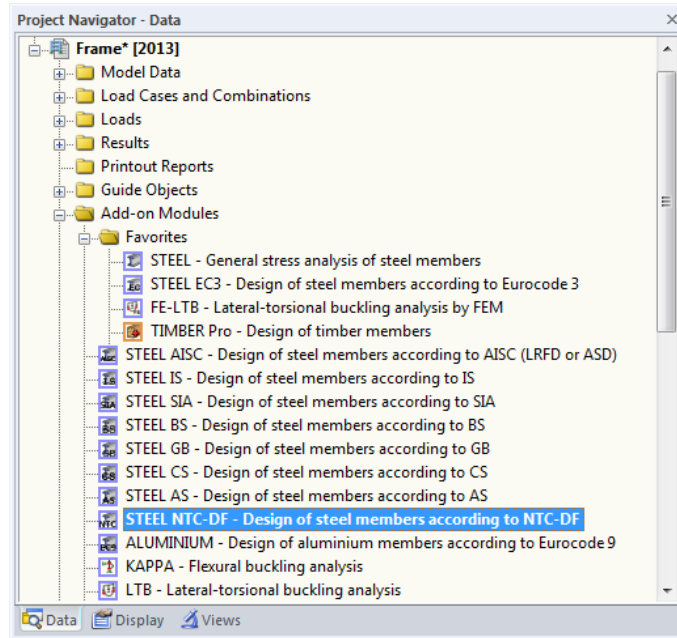 Project Navigator - Data
Frame* [2013]
Model Data
Load Cases and Combinations
Loads
Results
Printout Reports
Guide Objects
Add-on Modules
Favorites
STEEL - General stress analysis of steel members
STEEL EC3 - Design of steel members according to Eurocode 3
FE-LTB - Lateral-torsional buckling analysis by FEM
TIMBER Pro - Design of timber members
STEEL AISC - Design of steel members according to AISC (LRFD or ASD)
STEEL IS - Design of steel members according to IS
STEEL SIA - Design of steel members according to SIA
STEEL BS - Design of steel members according to BS
STEEL GB - Design of steel members according to GB
STEEL CS - Design of steel members according to CS
STEEL AS - Design of steel members according to AS
STEEL NTC-DF - Design of steel members according to NTC-DF
ALUMINIUM - Design of aluminium members according to Eurocode 9
KAPPA - Flexural buckling analysis
LTB - Lateral-torsional buckling analysis
Data Display Views